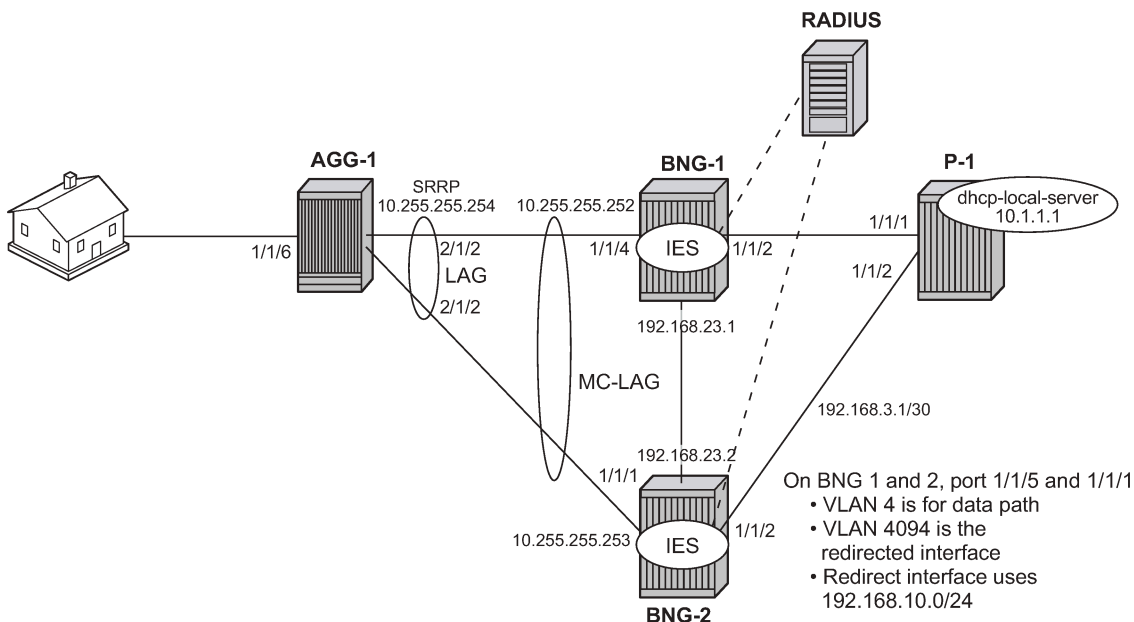 RADIUS
AGG-1
BNG-1
P-1
SRRP
10.255.255.254
10.255.255.252
dhcp-local-server
10.1.1.1
1/1/6
2/1/2
LAG
2/1/2
1/1/4
IES
1/1/2
1/1/1
1/1/2
192.168.23.1
MC-LAG
192.168.3.1/30
192.168.23.2
1/1/1
10.255.255.253
IES
1/1/2
BNG-2
On BNG 1 and 2, port 1/1/5 and 1/1/1
• VLAN 4 is for data path
• VLAN 4094 is the
redirected interface
• Redirect interface uses
192.168.10.0/24